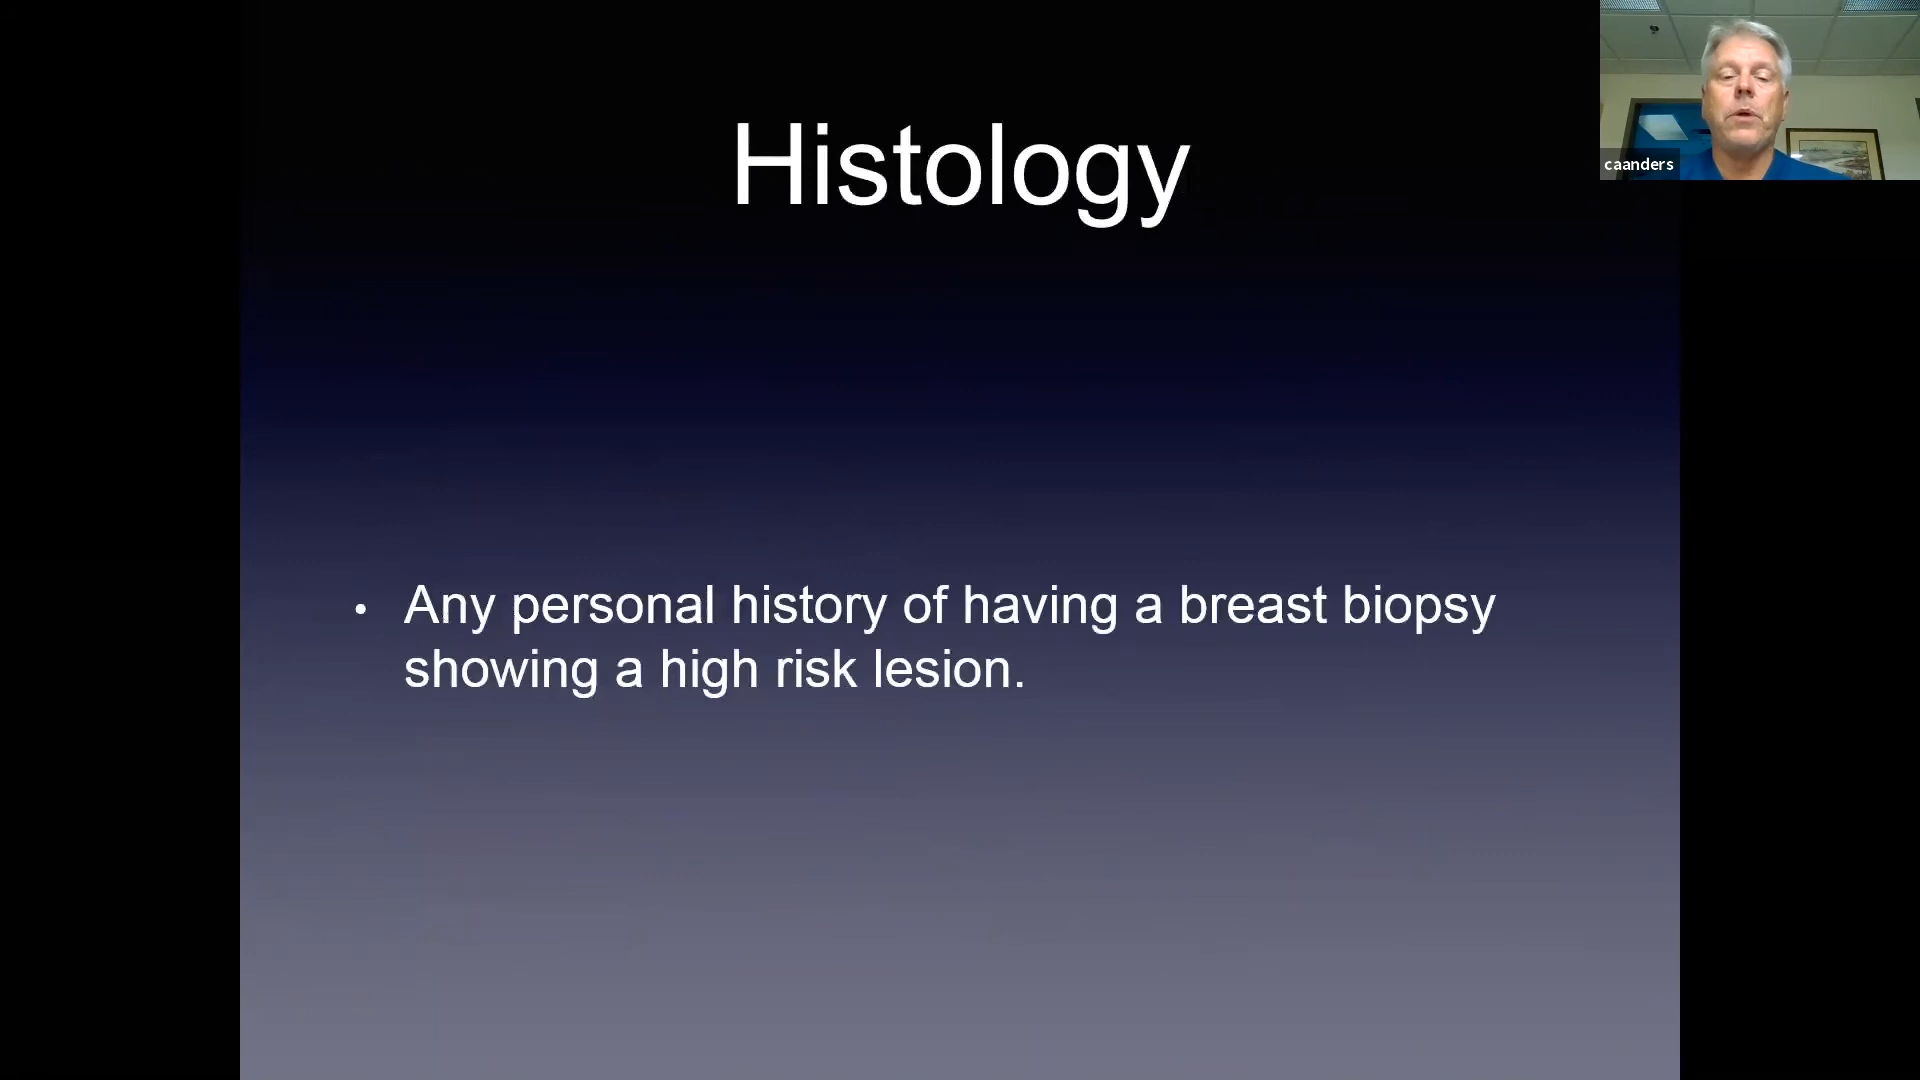 Histology
caanders
• Any personal history of having a breast biopsy
showing a high risk lesion.